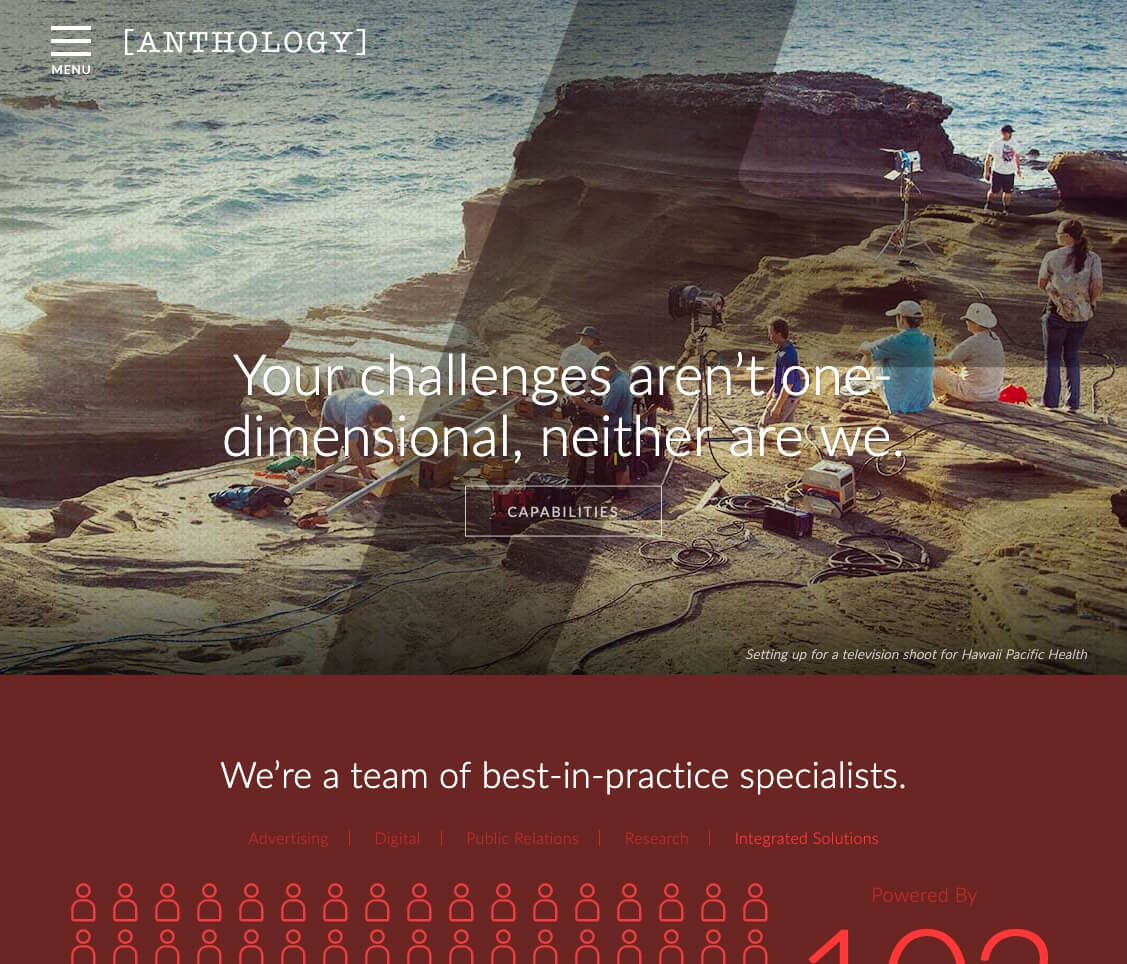 [ANTHOLOGY]
MENU
Your challenges aren't one-
dimensional, neither are we.
CAPABILITIES
Setting up for a television shoot for Hawaii Pacific Health
We're a team of best-in-practice specialists.
Advertising | Digital | Public Relations | Research | Integrated Solutions
Powered By